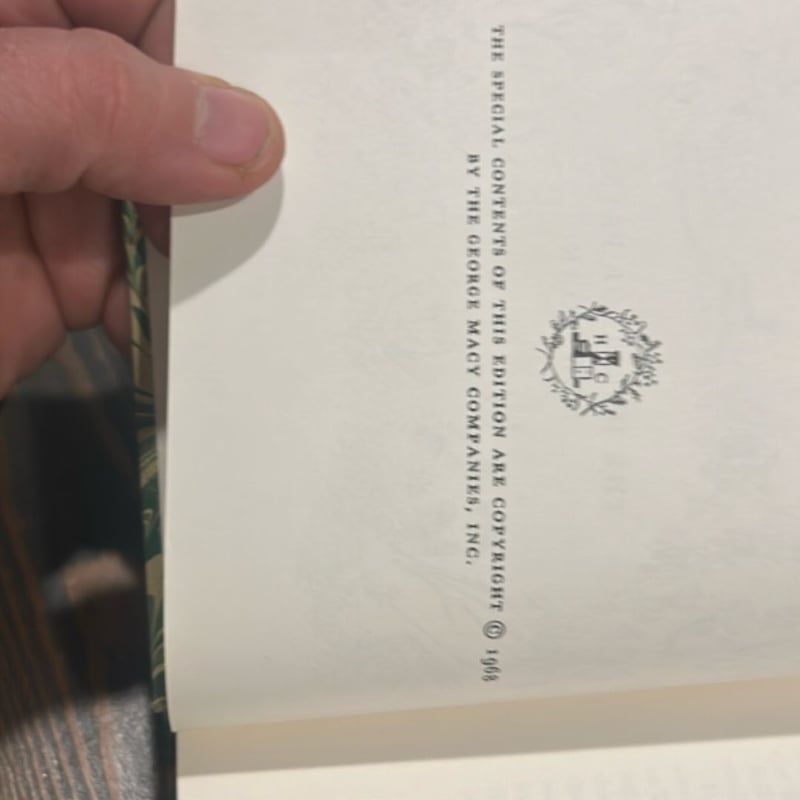 H C
THE SPECIAL CONTENTS OF THIS EDITION ARE COPYRIGHT © 1968
BY THE GEORGE MACY COMPANIES, INC.